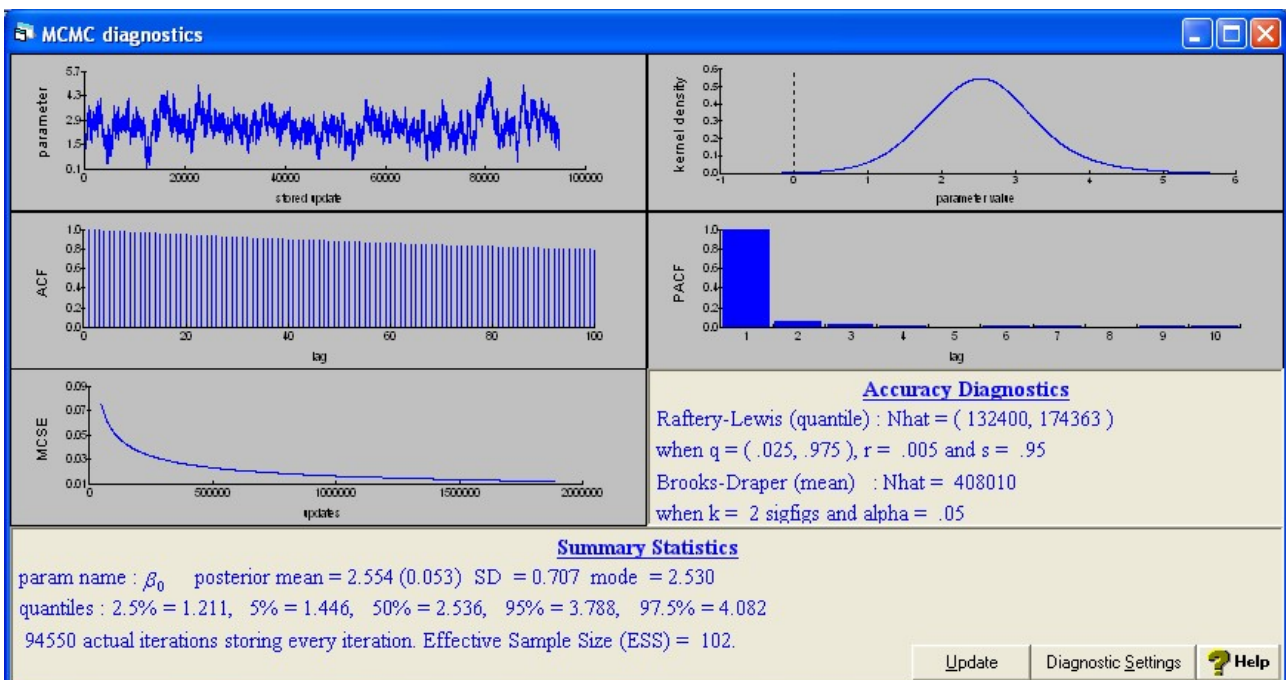 MCMC diagnostics
parameter
5.7
4.3
2.9
1.5
0.1
0 20000 40000 60000 80000 100000
stored update
kernel density
0.6
0.5
0.4
0.3
0.2
0.1
0.0
-1 0 1 2 3 4 5 6
parameter value
ACF
1.0
0.8
0.6
0.4
0.2
0.0
0 20 40 60 80 100
lag
PACF
1.0
0.8
0.6
0.4
0.2
0.0
1 2 3 4 5 6 7 8 9 10
lag
MCSE
0.09
0.07
0.05
0.03
0.01
0 500000 1000000 1500000 2000000
updates
Accuracy Diagnostics
Raftery-Lewis (quantile) : Nhat = ( 132400, 174363 )
when q = ( .025, .975 ), r = .005 and s = .95
Brooks-Draper (mean) : Nhat = 408010
when k = 2 sigfigs and alpha = .05
Summary Statistics
param name : β₀ posterior mean = 2.554 (0.053) SD = 0.707 mode = 2.530
quantiles : 2.5% = 1.211, 5% = 1.446, 50% = 2.536, 95% = 3.788, 97.5% = 4.082
94550 actual iterations storing every iteration. Effective Sample Size (ESS) = 102.
Update Diagnostic Settings Help